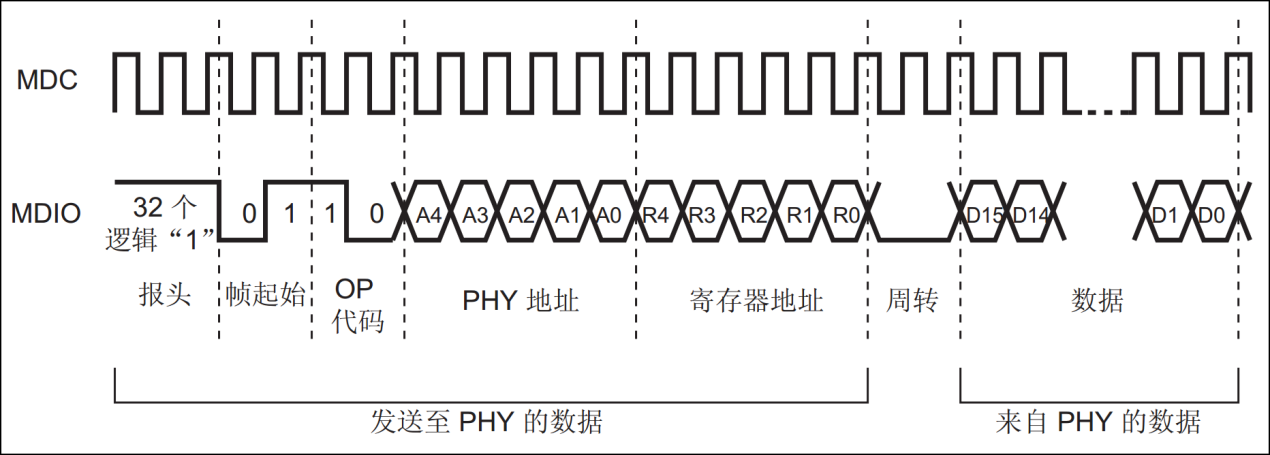 MDC
MDIO
32 个
逻辑“1”
0 1 1 0 A4 A3 A2 A1 A0 R4 R3 R2 R1 R0 D15 D14 D1 D0
报头
帧起始
OP
代码
PHY 地址
寄存器地址
周转
数据
发送至 PHY 的数据
来自 PHY 的数据